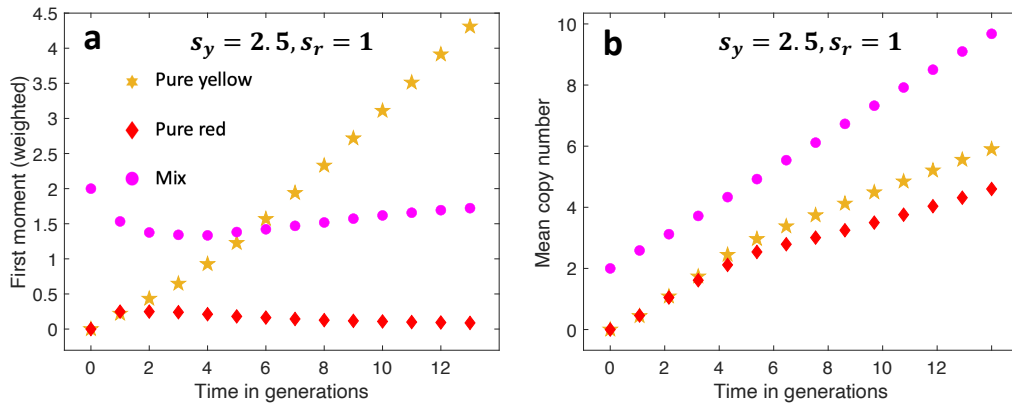 a
s_y = 2.5, s_r = 1
Pure yellow
Pure red
Mix
First moment (weighted)
4.5
4
3.5
3
2.5
2
1.5
1
0.5
0
0 2 4 6 8 10 12
Time in generations
b
s_y = 2.5, s_r = 1
Mean copy number
10
8
6
4
2
0
0 2 4 6 8 10 12
Time in generations